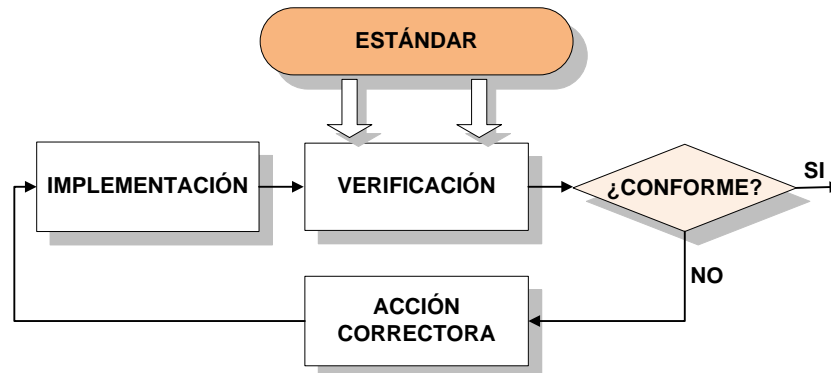 ESTÁNDAR
IMPLEMENTACIÓN
VERIFICACIÓN
¿CONFORME?
SI
NO
ACCIÓN
CORRECTORA